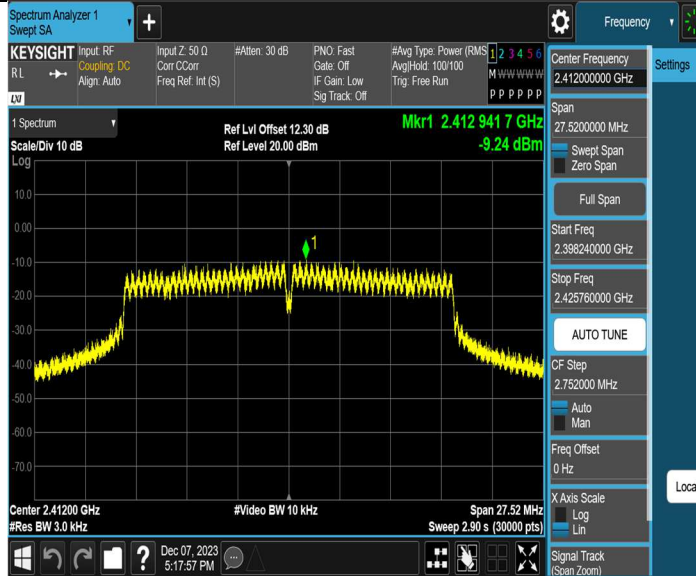 Spectrum Analyzer 1
Swept SA
Frequency
KEYSIGHT
RL
LXI
Input: RF
Coupling: DC
Align: Auto
Input Z: 50 Ω
Corr CCorr
Freq Ref: Int (S)
#Atten: 30 dB
PNO: Fast
Gate: Off
IF Gain: Low
Sig Track: Off
#Avg Type: Power (RMS
Avg|Hold: 100/100
Trig: Free Run
1 2 3 4 5 6
M W W W W W
P P P P P P
1 Spectrum
Scale/Div 10 dB
Log
Ref Lvl Offset 12.30 dB
Ref Level 20.00 dBm
Mkr1 2.412 941 7 GHz
-9.24 dBm
10.0
0.00
-10.0
-20.0
-30.0
-40.0
-50.0
-60.0
-70.0
1
Center 2.41200 GHz
#Res BW 3.0 kHz
#Video BW 10 kHz
Span 27.52 MHz
Sweep 2.90 s (30000 pts)
Dec 07, 2023
5:17:57 PM
Center Frequency
2.412000000 GHz
Span
27.5200000 MHz
Swept Span
Zero Span
Full Span
Start Freq
2.398240000 GHz
Stop Freq
2.425760000 GHz
AUTO TUNE
CF Step
2.752000 MHz
Auto
Man
Freq Offset
0 Hz
X Axis Scale
Log
Lin
Signal Track
(Span Zoom)
Settings
Loca